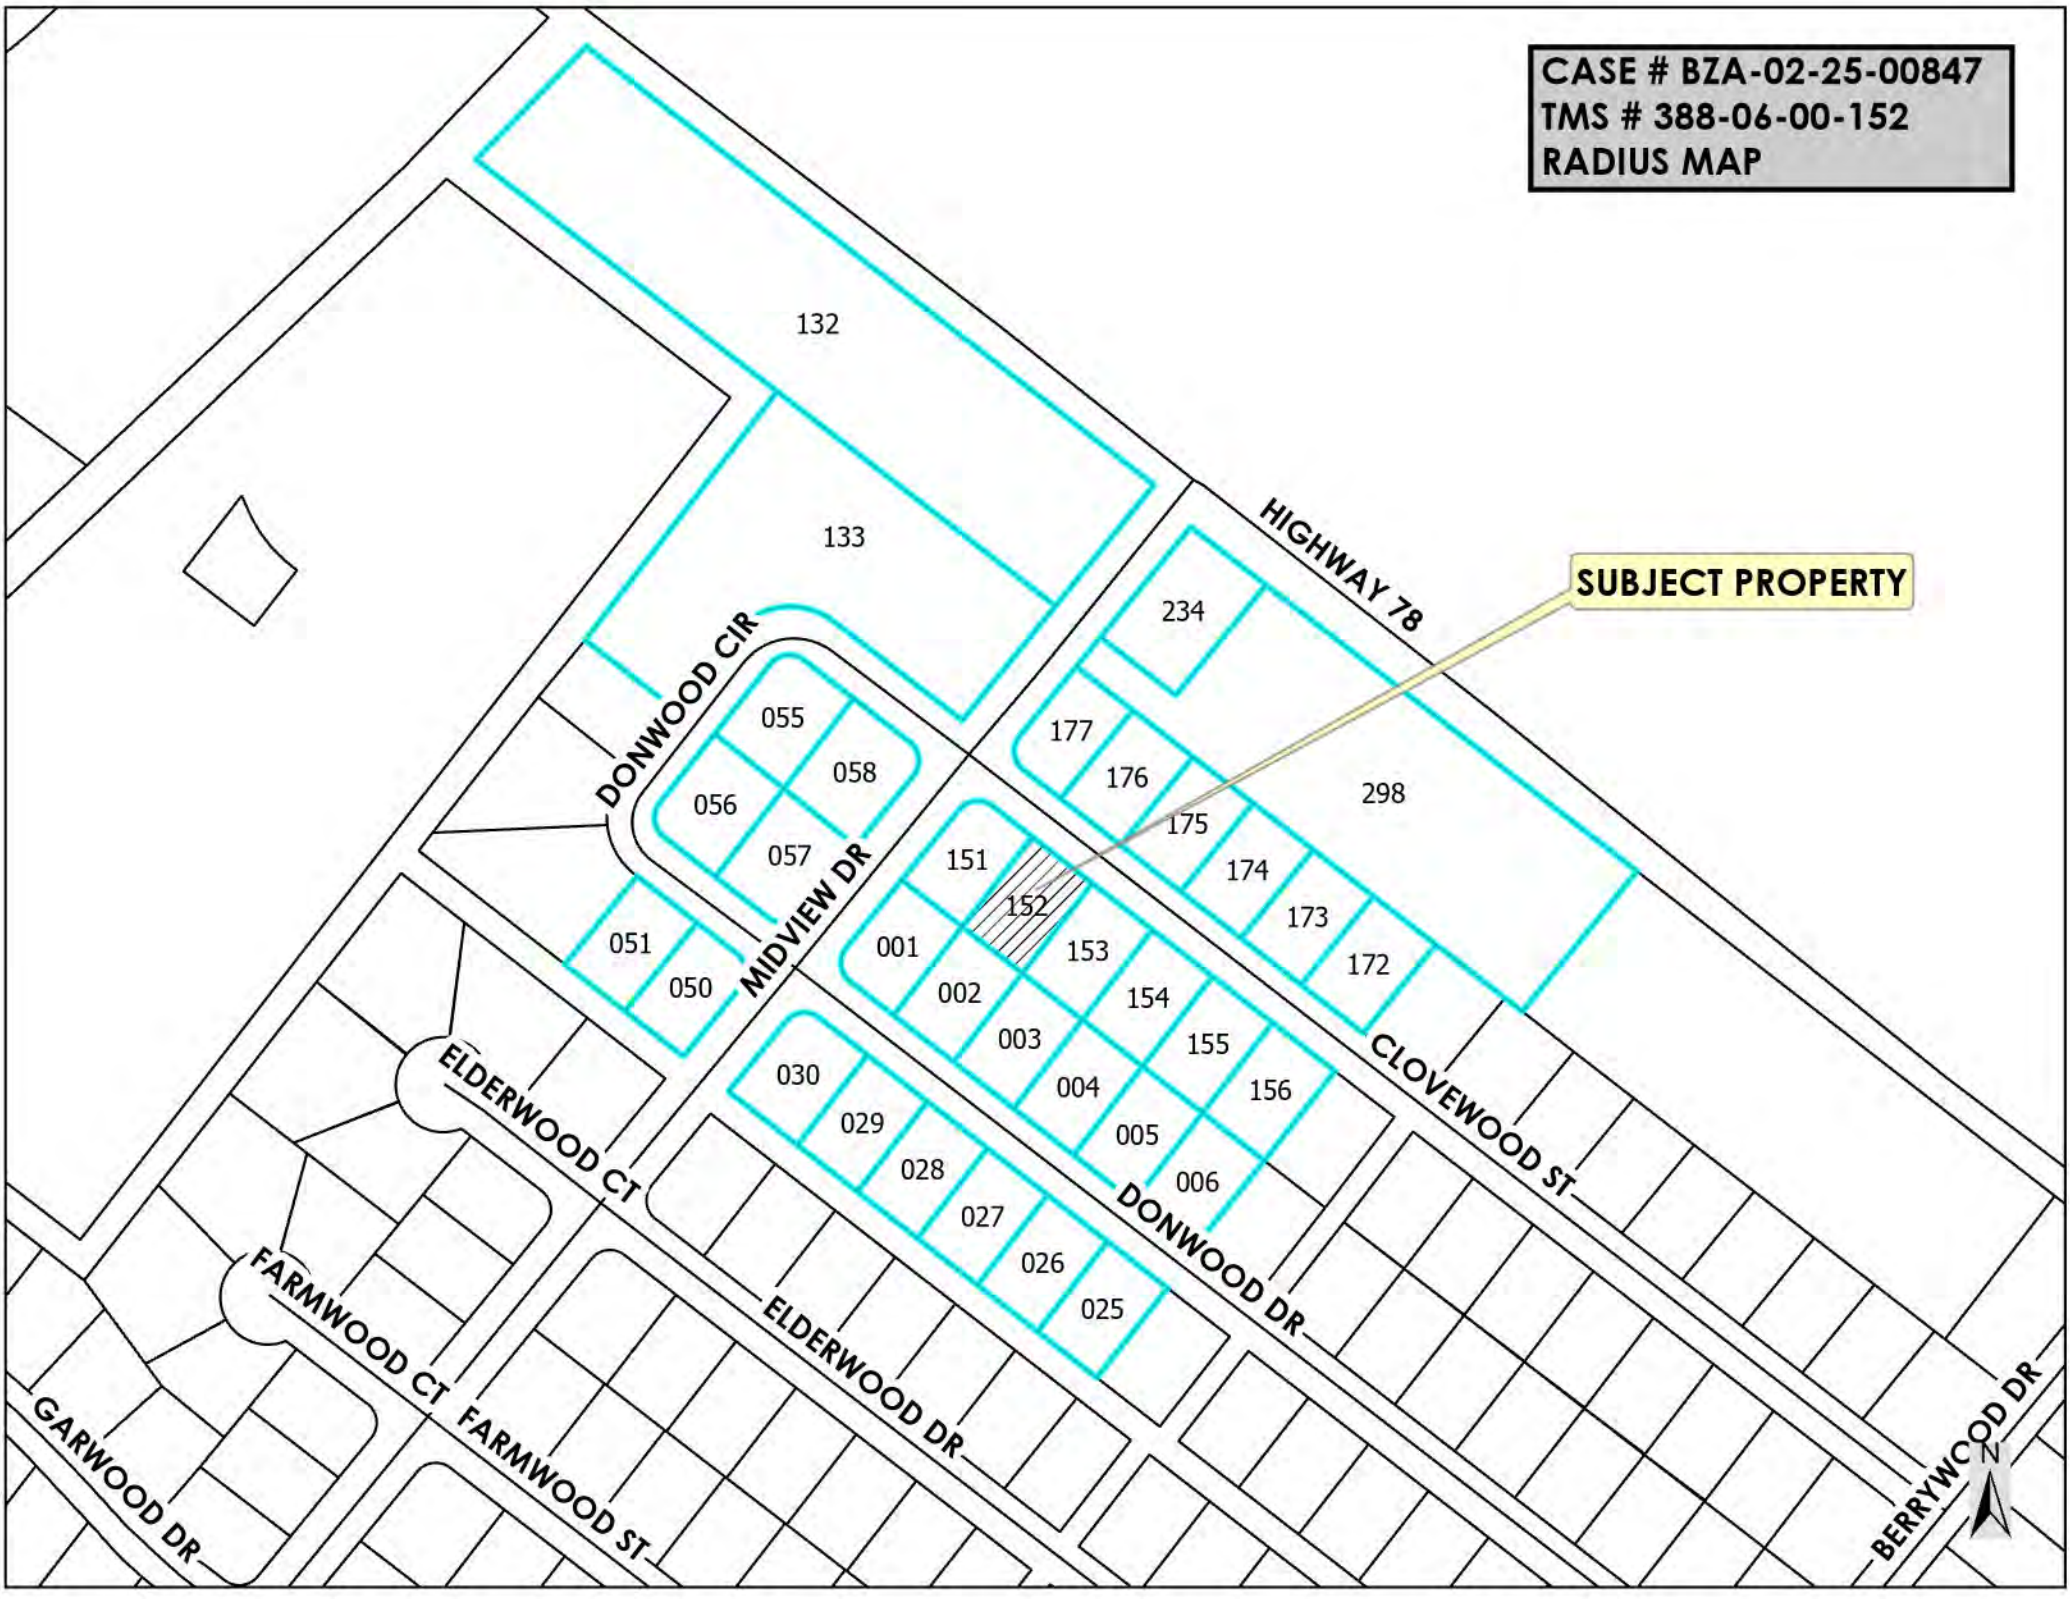 CASE # BZA-02-25-00847
TMS # 388-06-00-152
RADIUS MAP
132
133
HIGHWAY 78
SUBJECT PROPERTY
234
298
DONWOOD CIR
055
058
056
057
177
176
175
174
173
172
MIDVIEW DR
151
152
153
154
155
156
001
002
003
004
005
006
051
050
030
029
028
027
026
025
CLOVEWOOD ST
DONWOOD DR
ELDERWOOD CT
ELDERWOOD DR
FARMWOOD CT
FARMWOOD ST
GARWOOD DR
BERRYWOOD DR
N